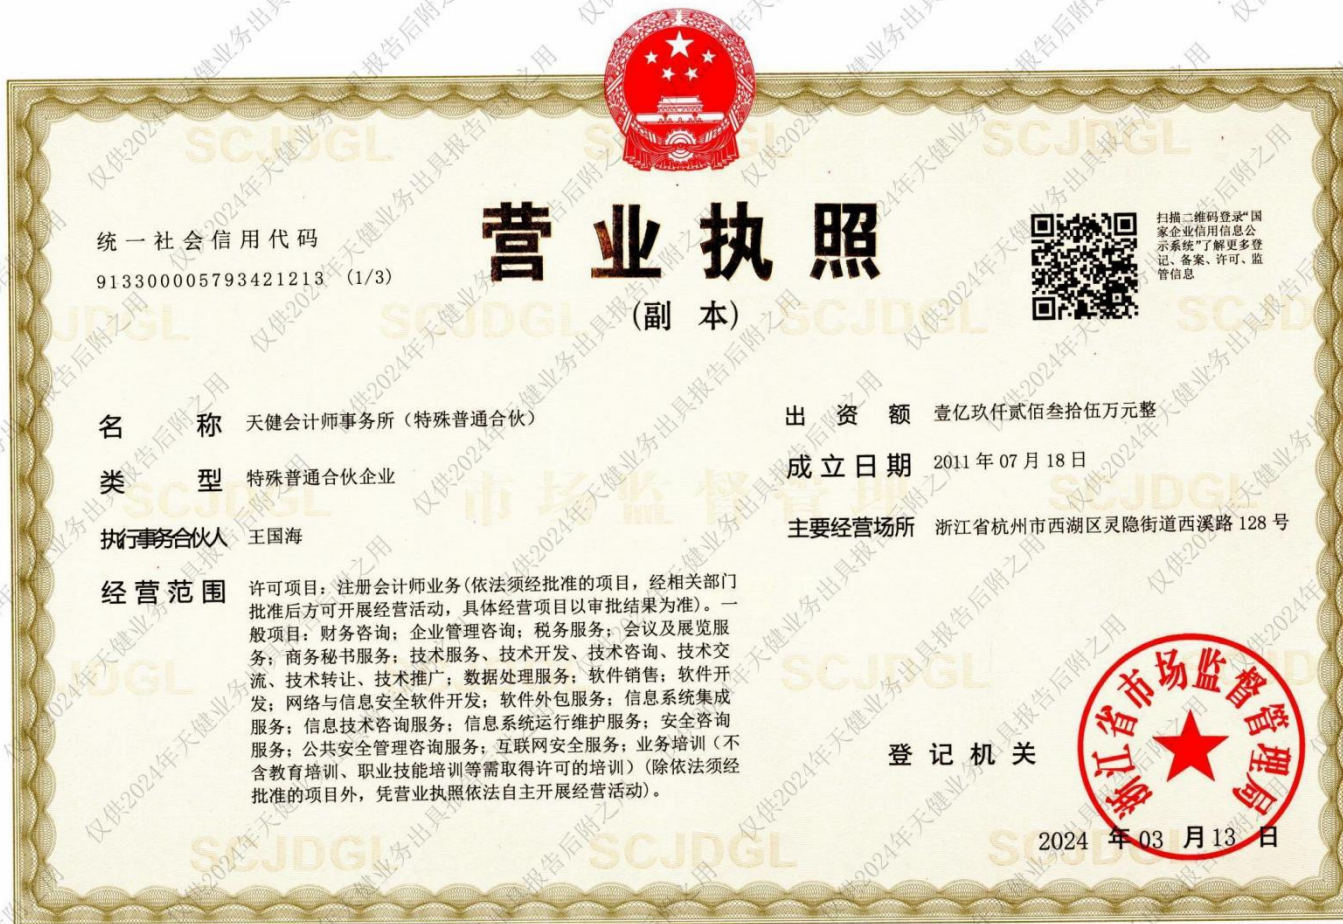 营业执照
(副 本)
统一社会信用代码
913300005793421213 (1/3)
扫描二维码登录“国
家企业信用信息公
示系统”了解更多登
记、备案、许可、监
管信息
名 称 天健会计师事务所（特殊普通合伙）
类 型 特殊普通合伙企业
执行事务合伙人 王国海
经营范围 许可项目：注册会计师业务(依法须经批准的项目，经相关部门
批准后方可开展经营活动，具体经营项目以审批结果为准)。一
般项目：财务咨询；企业管理咨询；税务服务；会议及展览服
务；商务秘书服务；技术服务、技术开发、技术咨询、技术交
流、技术转让、技术推广；数据处理服务；软件销售；软件开
发；网络与信息安全软件开发；软件外包服务；信息系统集成
服务；信息技术咨询服务；信息系统运行维护服务；安全咨询
服务；公共安全管理咨询服务；互联网安全服务；业务培训（不
含教育培训、职业技能培训等需取得许可的培训）(除依法须经
批准的项目外，凭营业执照依法自主开展经营活动)。
出 资 额 壹亿玖仟贰佰叁拾伍万元整
成立日期 2011 年 07 月 18 日
主要经营场所 浙江省杭州市西湖区灵隐街道西溪路 128 号
登记机关
浙江省市场监督管理局
2024 年 03 月 13 日
仅供2024年天健业务出具报告后附之用
SCJDGL
市场监督管理